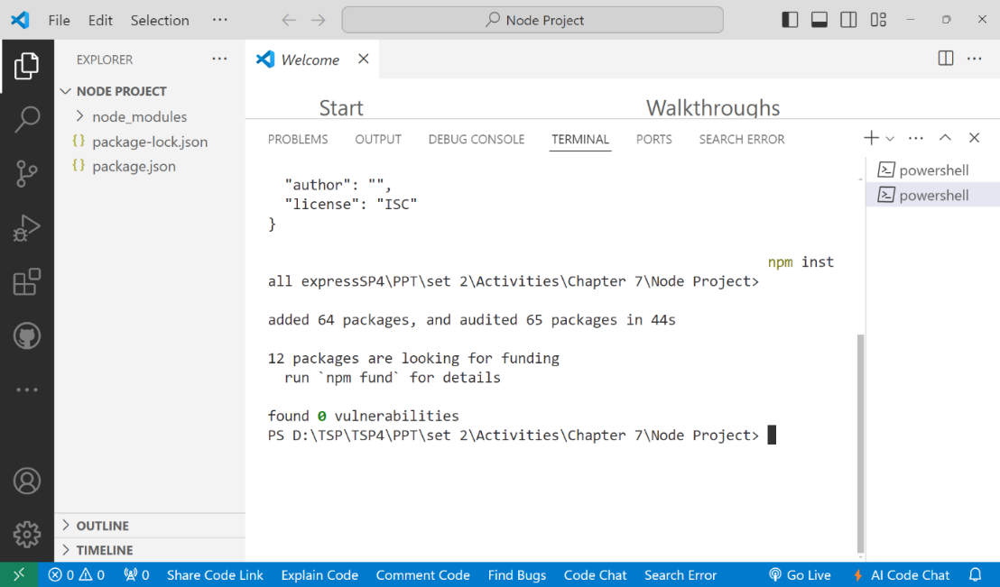 File Edit Selection ···
Node Project
EXPLORER ···
NODE PROJECT
node_modules
{} package-lock.json
{} package.json
OUTLINE
TIMELINE
Welcome
Start
Walkthroughs
PROBLEMS OUTPUT DEBUG CONSOLE TERMINAL PORTS SEARCH ERROR
"author": "",
"license": "ISC"
}
npm inst
all expressSP4\PPT\set 2\Activities\Chapter 7\Node Project>
added 64 packages, and audited 65 packages in 44s
12 packages are looking for funding
run `npm fund` for details
found 0 vulnerabilities
PS D:\TSP\TSP4\PPT\set 2\Activities\Chapter 7\Node Project>
powershell
powershell
0 0 0 Share Code Link Explain Code Comment Code Find Bugs Code Chat Search Error Go Live AI Code Chat